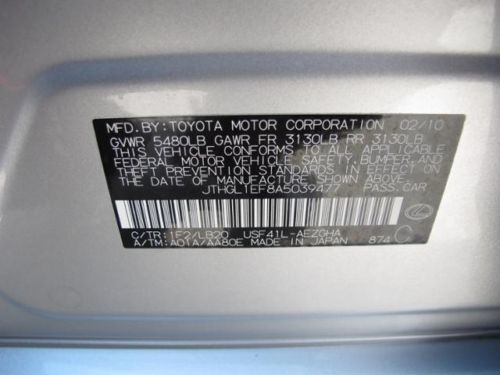 MFD.BY:TOYOTA MOTOR CORPORATION 02/10
GVWR 5480LB GAWR FR 3130LB RR 3130LB
THIS VEHICLE CONFORMS TO ALL APPLICABLE
FEDERAL MOTOR VEHICLE SAFETY,BUMPER,AND
THEFT PREVENTION STANDARDS IN EFFECT ON
THE DATE OF MANUFACTURE SHOWN ABOVE.
JTHGL1EF8A5039477 PASS.CAR
C/TR:1F2/LB20 USF41L-AEZGHA
A/TM:A01A/AA80E MADE IN JAPAN 874 C